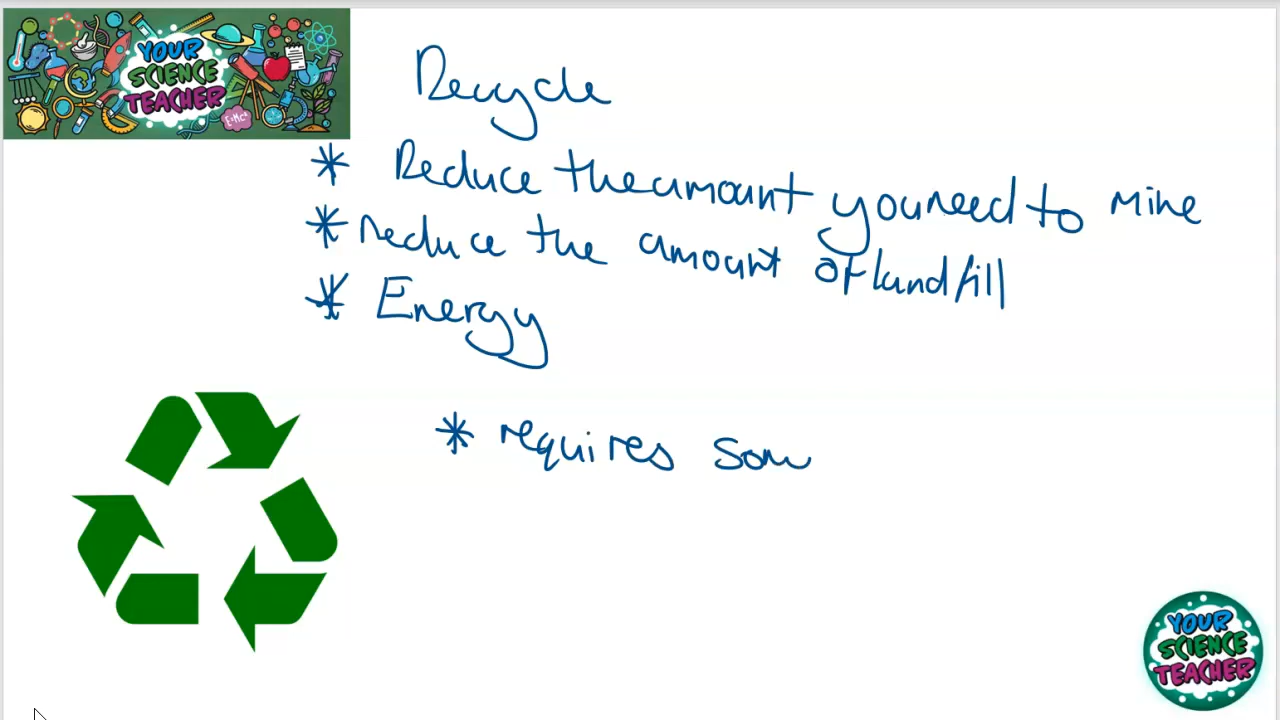 YOUR
SCIENCE
TEACHER
E=MC²
Recycle
* Reduce the amount you need to mine
* reduce the amount of landfill
* Energy
* requires som
YOUR
SCIENCE
TEACHER